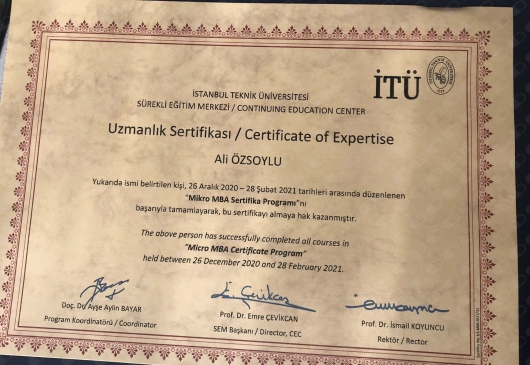 İTÜ
İSTANBUL TEKNİK ÜNİVERSİTESİ
SÜREKLİ EĞİTİM MERKEZİ / CONTINUING EDUCATION CENTER
Uzmanlık Sertifikası / Certificate of Expertise
Ali ÖZSOYLU
Yukarıda ismi belirtilen kişi, 26 Aralık 2020 – 28 Şubat 2021 tarihleri arasında düzenlenen
"Mikro MBA Sertifika Programı"nı
başarıyla tamamlayarak, bu sertifikayı almaya hak kazanmıştır.
The above person has successfully completed all courses in
"Micro MBA Certificate Program"
held between 26 December 2020 and 28 February 2021.
Doç. Dr. Ayşe Aylin BAYAR
Program Koordinatörü / Coordinator
Prof. Dr. Emre ÇEVİKCAN
SEM Başkanı / Director, CEC
Prof. Dr. İsmail KOYUNCU
Rektör / Rector